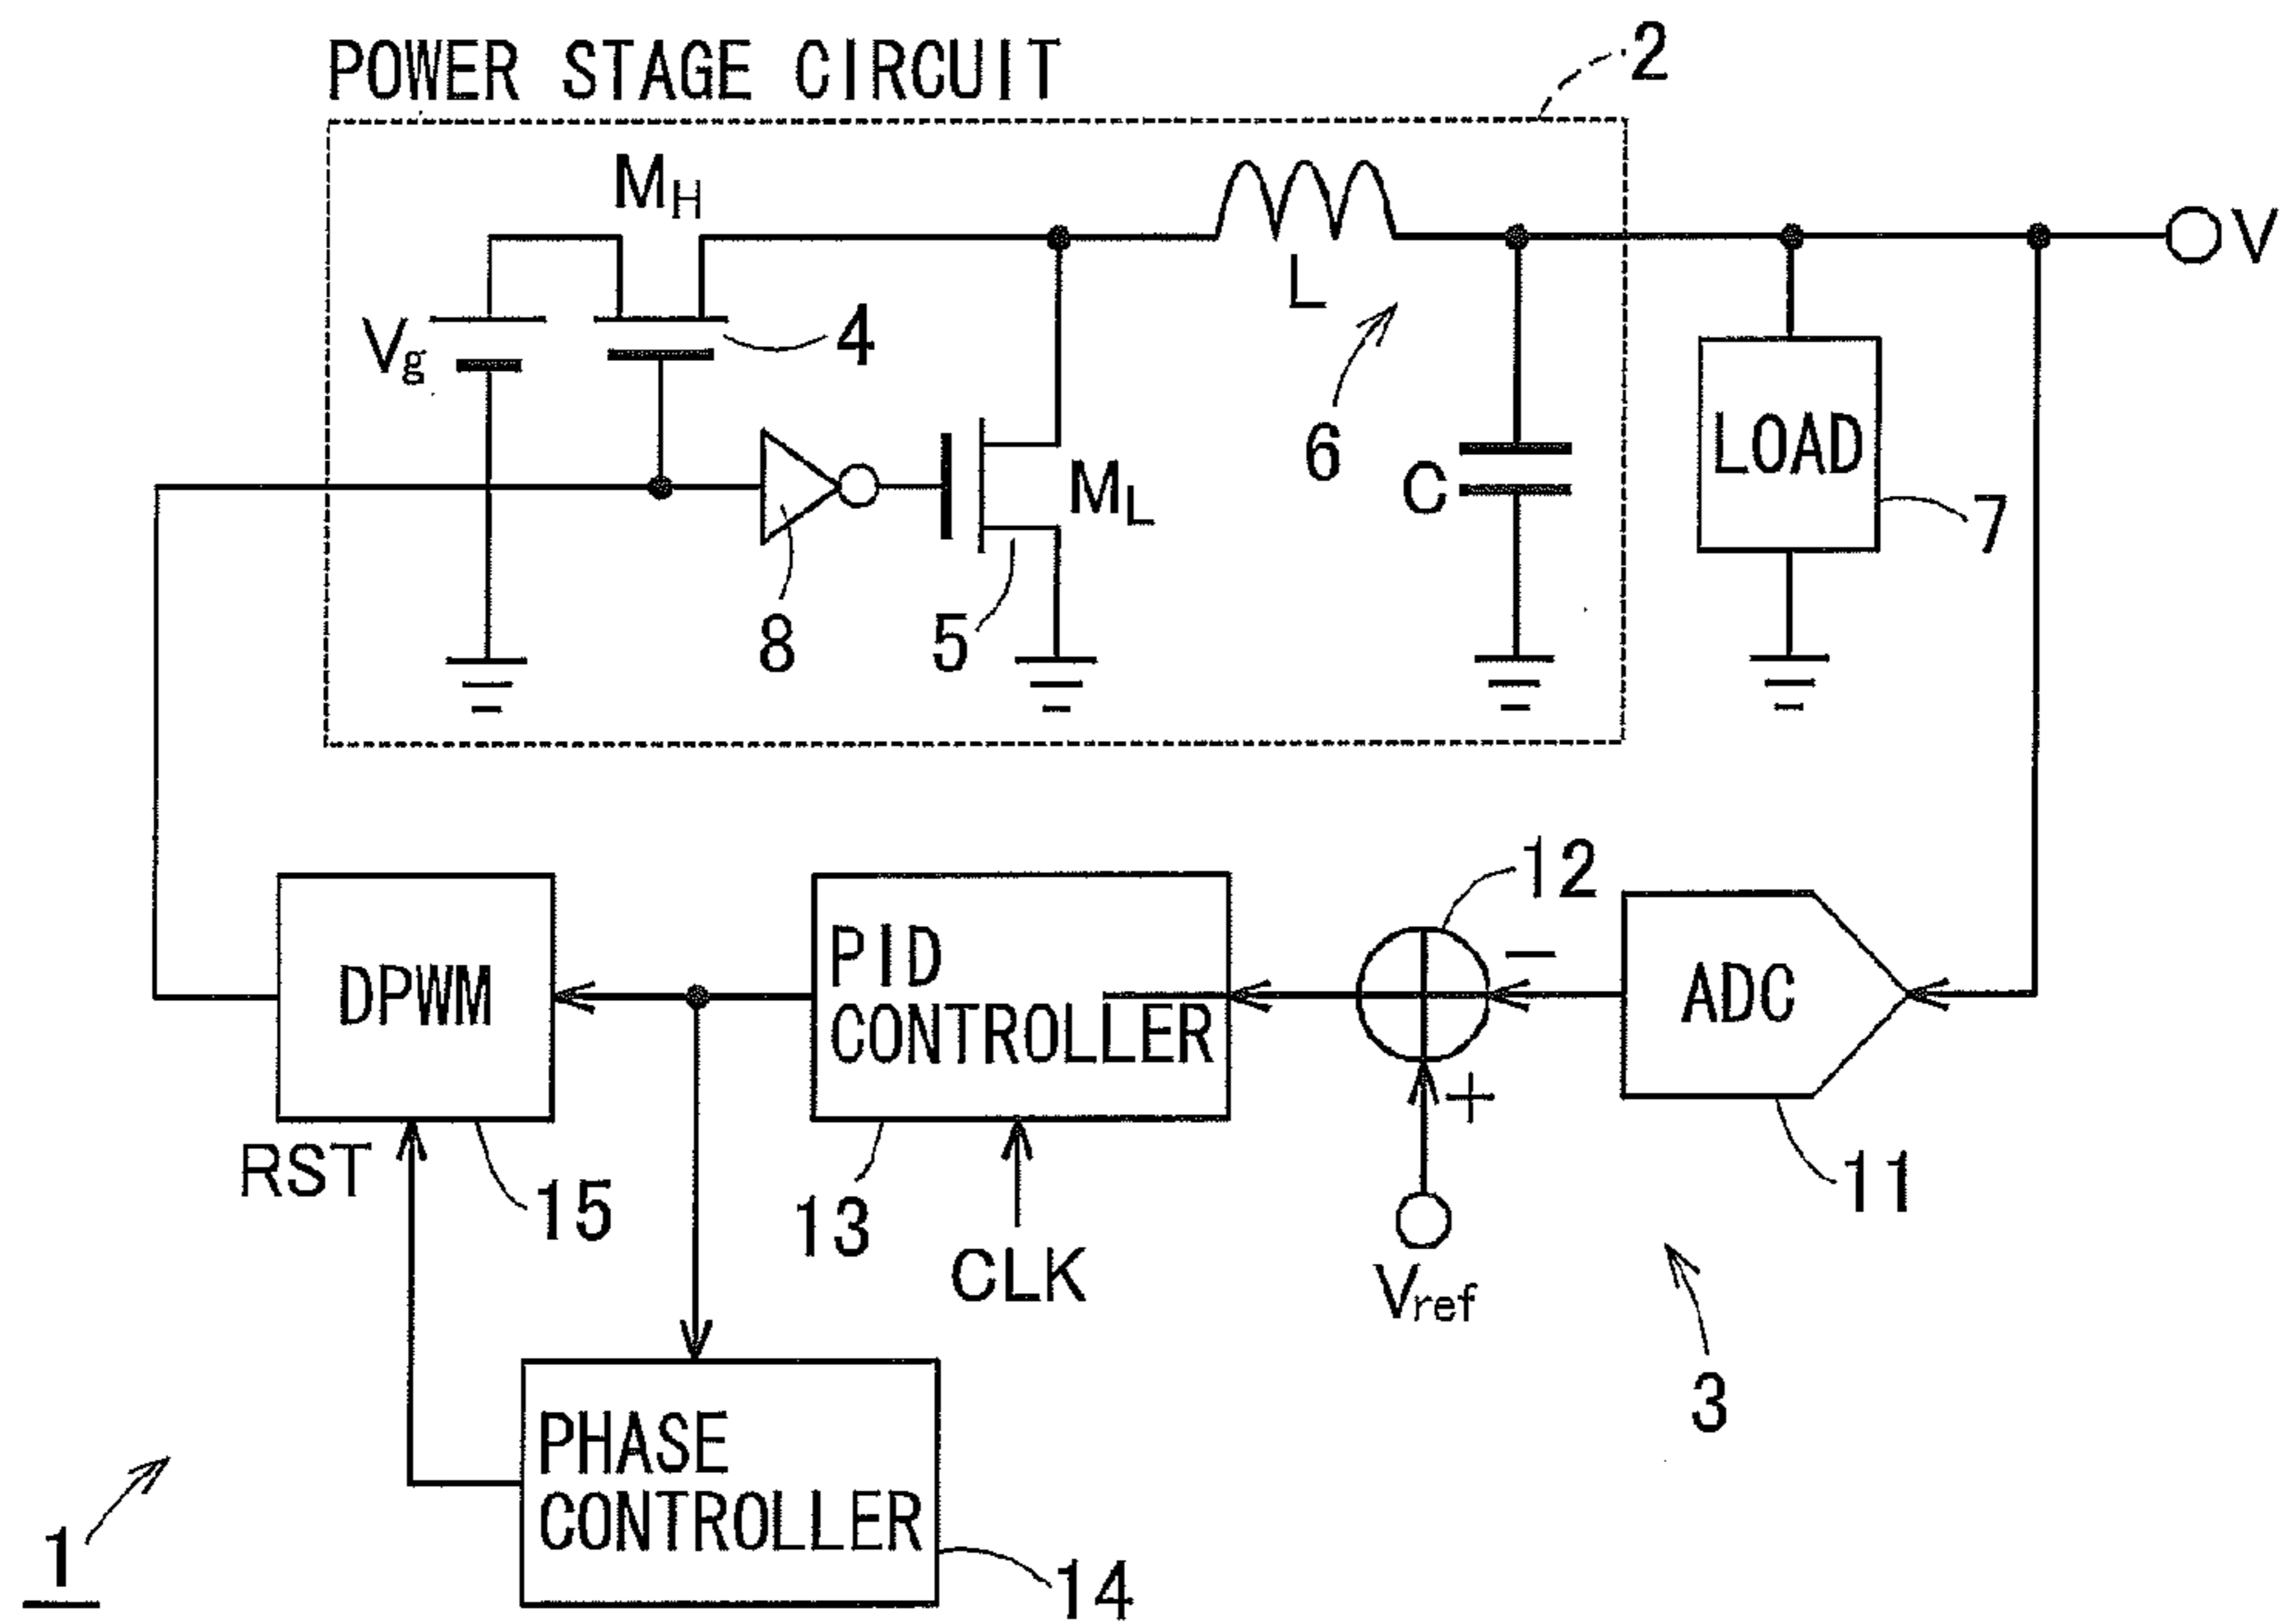 POWER STAGE CIRCUIT
2
MH
Vg
4
L
6
V
LOAD
7
C
ML
8
5
12
DPWM
PID
CONTROLLER
−
ADC
+
RST
15
13
CLK
Vref
11
3
PHASE
CONTROLLER
14
1